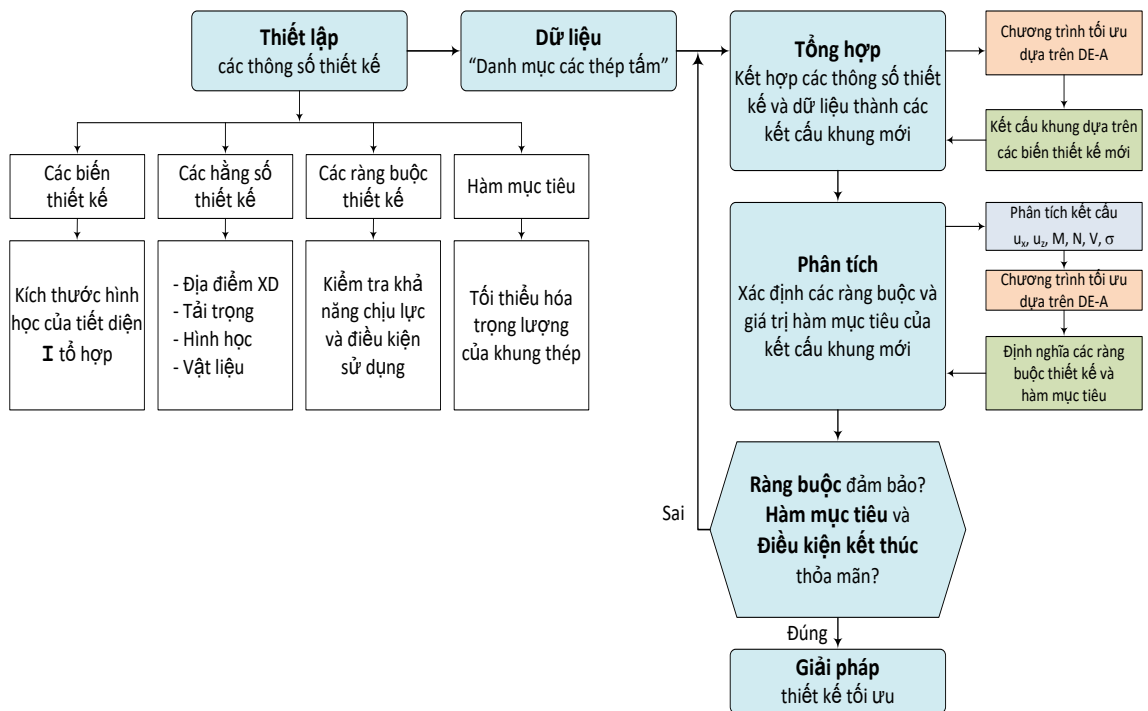 Thiết lập
các thông số thiết kế
Dữ liệu
“Danh mục các thép tấm”
Tổng hợp
Kết hợp các thông số thiết
kế và dữ liệu thành các
kết cấu khung mới
Chương trình tối ưu
dựa trên DE-A
Kết cấu khung dựa trên
các biến thiết kế mới
Các biến
thiết kế
Các hằng số
thiết kế
Các ràng buộc
thiết kế
Hàm mục tiêu
Kích thước hình
học của tiết diện
I tổ hợp
- Địa điểm XD
- Tải trọng
- Hình học
- Vật liệu
Kiểm tra khả
năng chịu lực
và điều kiện
sử dụng
Tối thiểu hóa
trọng lượng
của khung thép
Phân tích
Xác định các ràng buộc và
giá trị hàm mục tiêu của
kết cấu khung mới
Phân tích kết cấu
uₓ, u_z, M, N, V, σ
Chương trình tối ưu
dựa trên DE-A
Định nghĩa các ràng
buộc thiết kế và
hàm mục tiêu
Ràng buộc đảm bảo?
Hàm mục tiêu và
Điều kiện kết thúc
thỏa mãn?
Sai
Đúng
Giải pháp
thiết kế tối ưu